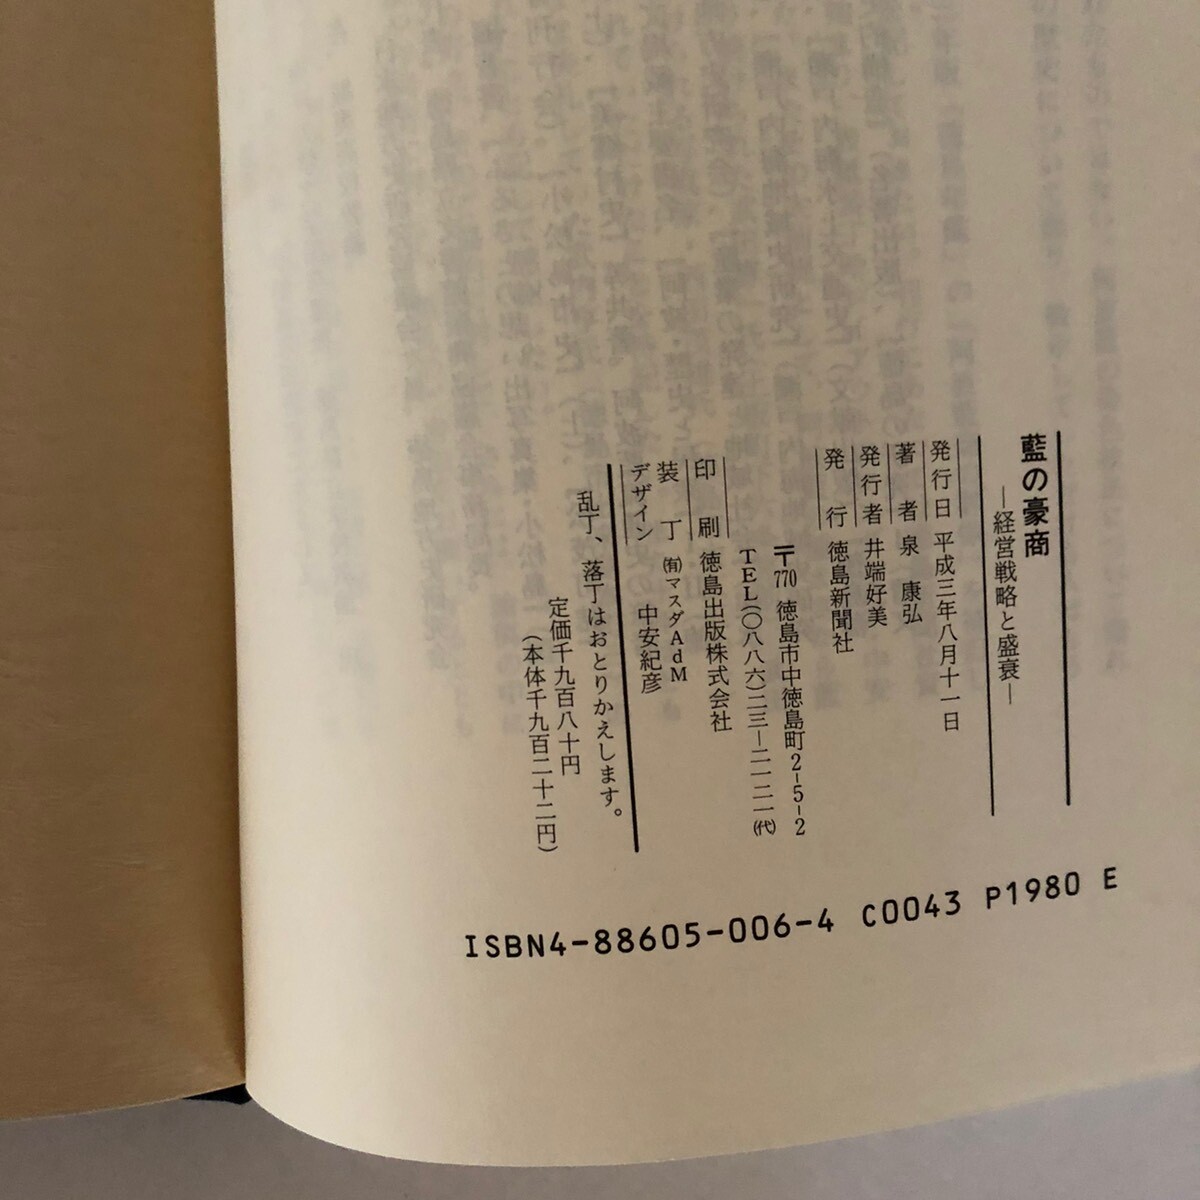 藍の豪商
―経営戦略と盛衰―
発行日 平成三年八月十一日
著者 泉 康弘
発行者 井端好美
発行 徳島新聞社
〒770 徳島市中徳島町2-5-2
TEL(〇八八六)二三―二一二一㈹
印刷 徳島出版株式会社
装丁 ㈲マスダAdM
デザイン 中安紀彦
乱丁、落丁はおとりかえします。
定価千九百八十円
(本体千九百二十二円)
ISBN4-88605-006-4 C0043 P1980 E